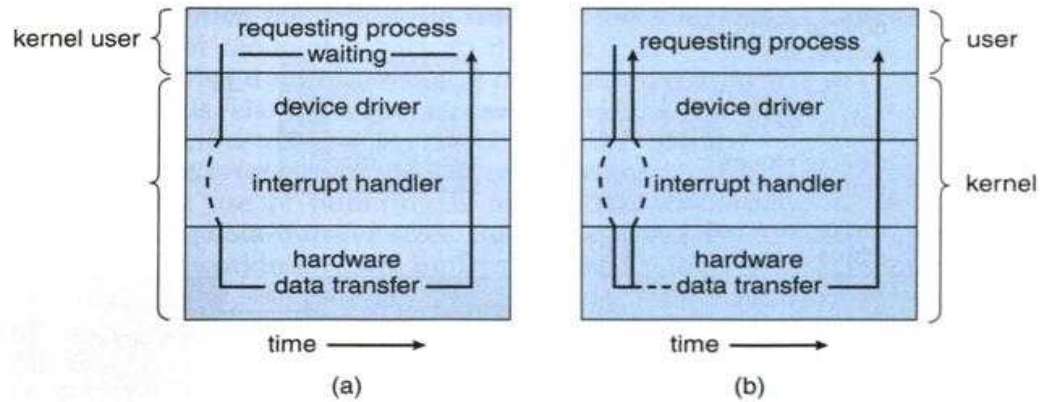 kernel user
requesting process
waiting
device driver
interrupt handler
hardware
data transfer
time
(a)
requesting process
device driver
interrupt handler
hardware
data transfer
user
kernel
time
(b)